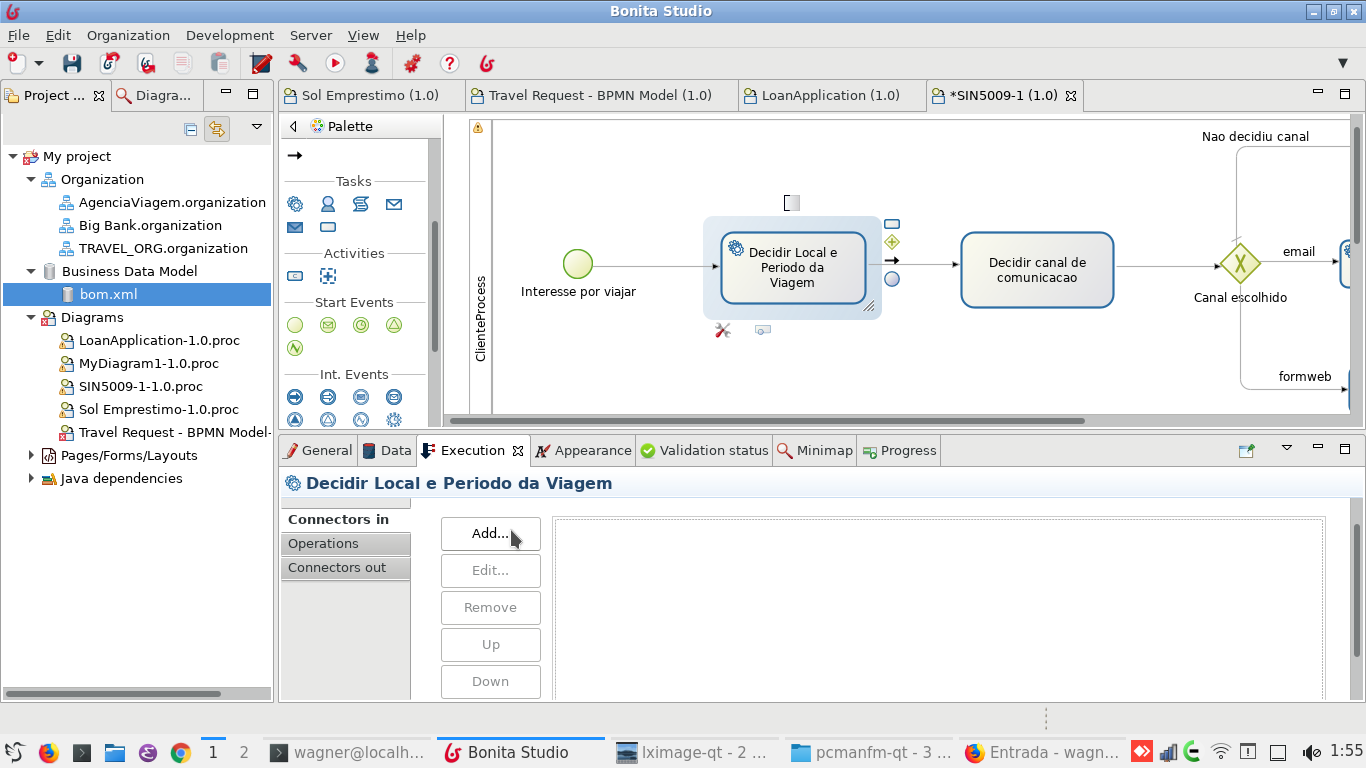 Bonita Studio
File Edit Organization Development Server View Help
Project ...
Diagra...
Sol Emprestimo (1.0)
Travel Request - BPMN Model (1.0)
LoanApplication (1.0)
*SIN5009-1 (1.0)
My project
Organization
AgenciaViagem.organization
Big Bank.organization
TRAVEL_ORG.organization
Business Data Model
bom.xml
Diagrams
LoanApplication-1.0.proc
MyDiagram1-1.0.proc
SIN5009-1-1.0.proc
Sol Emprestimo-1.0.proc
Travel Request - BPMN Model-
Pages/Forms/Layouts
Java dependencies
Palette
Tasks
Activities
Start Events
Int. Events
ClienteProcess
Interesse por viajar
Decidir Local e
Periodo da
Viagem
Decidir canal de
comunicacao
Nao decidiu canal
email
Canal escolhido
formweb
General
Data
Execution
Appearance
Validation status
Minimap
Progress
Decidir Local e Periodo da Viagem
Connectors in
Operations
Connectors out
Add...
Edit...
Remove
Up
Down
1
2
wagner@localh...
Bonita Studio
lximage-qt - 2 ...
pcmanfm-qt - 3 ...
Entrada - wagn...
1:55